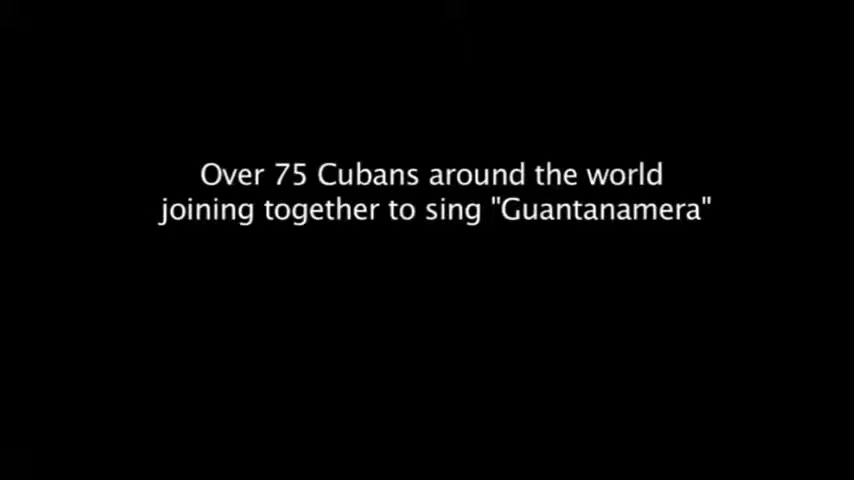 Over 75 Cubans around the world
joining together to sing "Guantanamera"